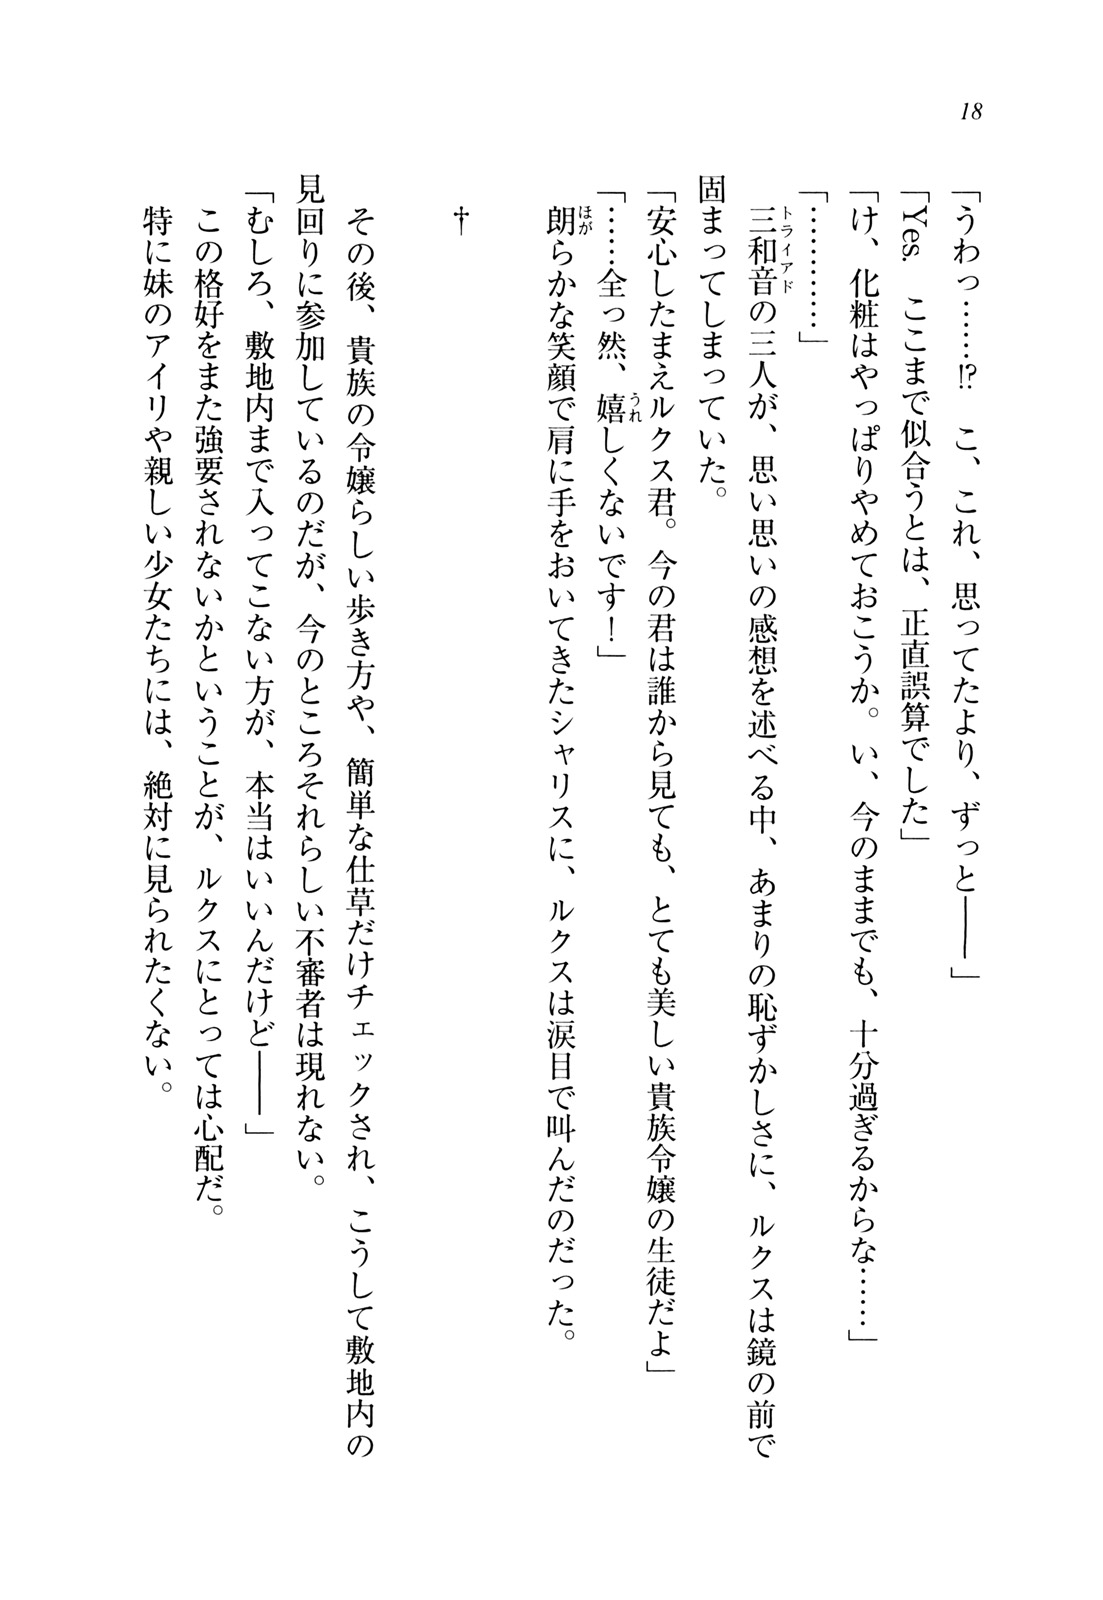 18
「うわっ……!?　こ、これ、思ってたより、ずっと――」
「Yes.　ここまで似合うとは、正直誤算でした」
「け、化粧はやっぱりやめておこうか。い、今のままでも、十分過ぎるからな……」
「…………」
　三和音の三人が、思い思いの感想を述べる中、あまりの恥ずかしさに、ルクスは鏡の前で
トライアド
固まってしまっていた。
「安心したまえルクス君。今の君は誰から見ても、とても美しい貴族令嬢の生徒だよ」
「……全っ然、嬉しくないです！」
うれ
　朗らかな笑顔で肩に手をおいてきたシャリスに、ルクスは涙目で叫んだのだった。
ほが
†
　その後、貴族の令嬢らしい歩き方や、簡単な仕草だけチェックされ、こうして敷地内の
見回りに参加しているのだが、今のところそれらしい不審者は現れない。
「むしろ、敷地内まで入ってこない方が、本当はいいんだけど――」
　この格好をまた強要されないかということが、ルクスにとっては心配だ。
　特に妹のアイリや親しい少女たちには、絶対に見られたくない。